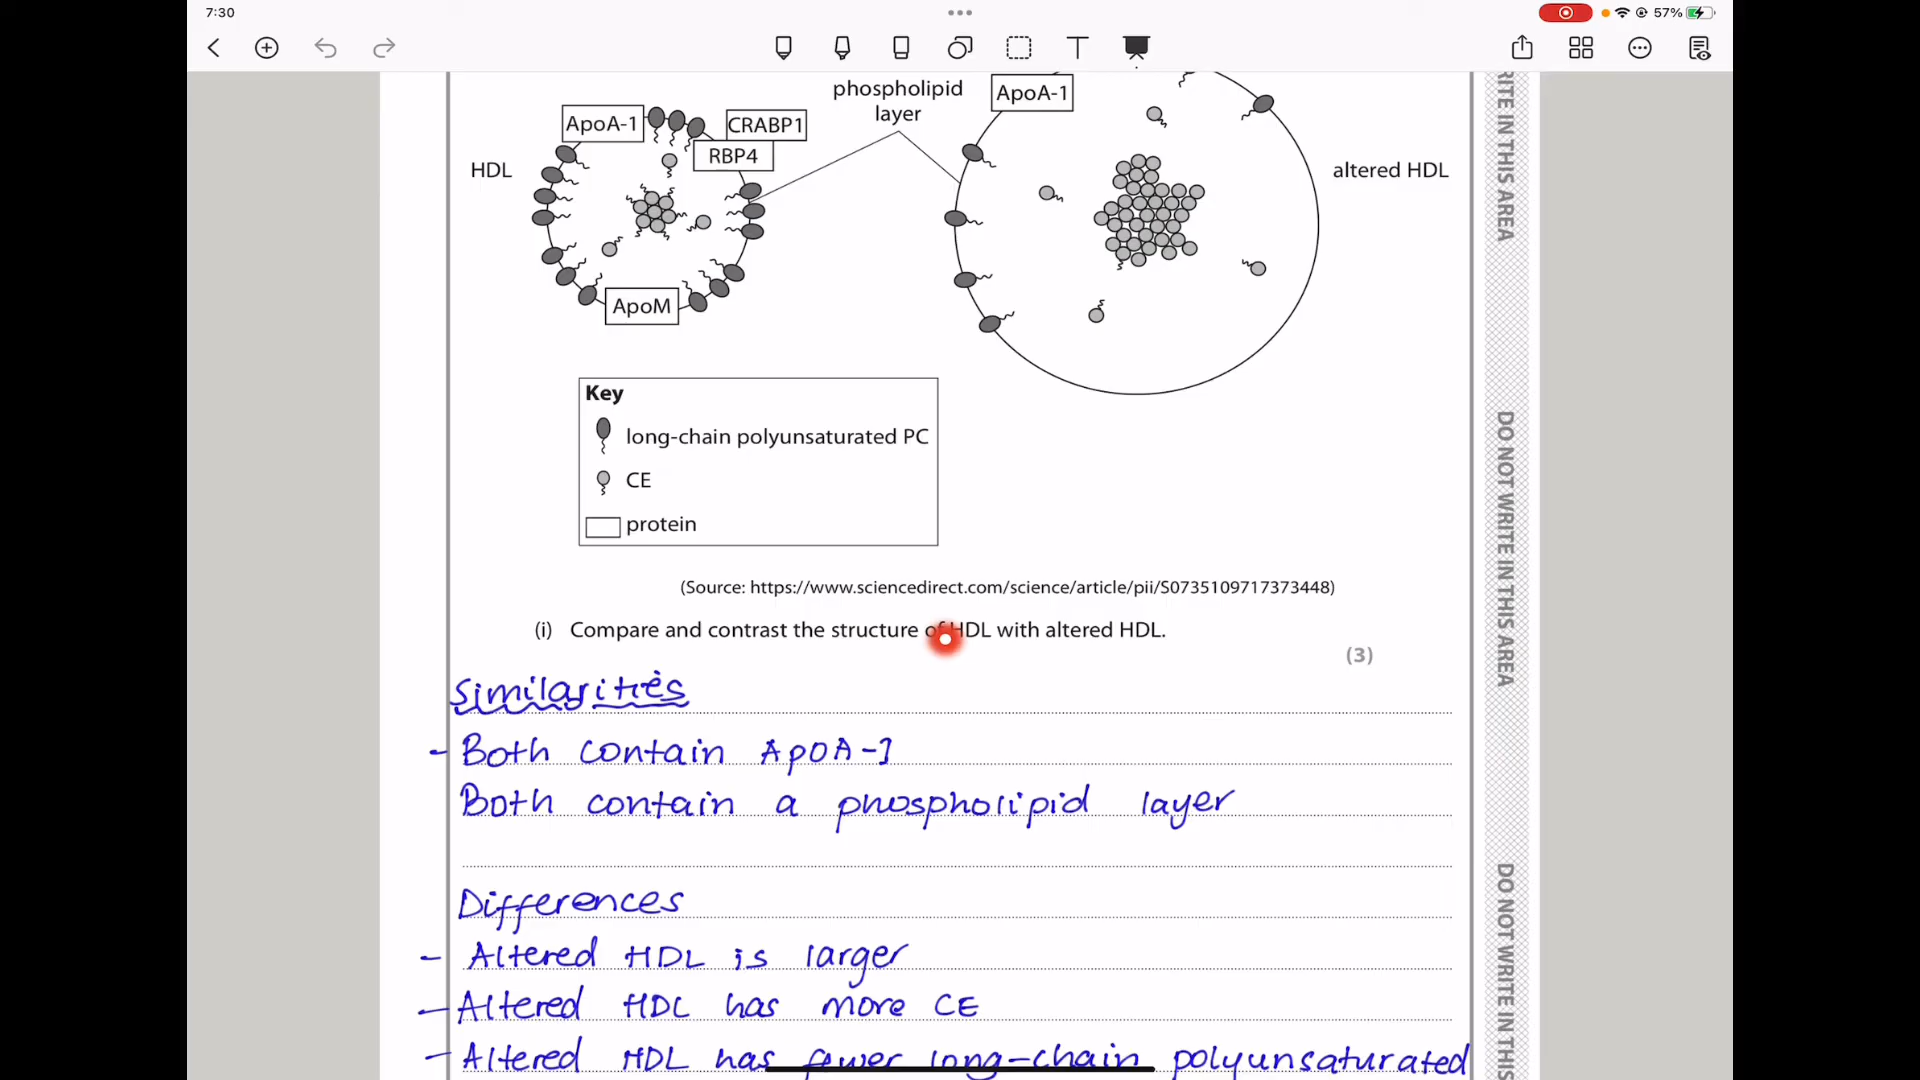 7:30
57%
phospholipid
layer
ApoA-1
CRABP1
RBP4
HDL
ApoM
ApoA-1
altered HDL
Key
long-chain polyunsaturated PC
CE
protein
(Source: https://www.sciencedirect.com/science/article/pii/S0735109717373448)
(i) Compare and contrast the structure of HDL with altered HDL.
(3)
Similarities
- Both contain ApoA-1
Both contain a phospholipid layer
Differences
- Altered HDL is larger
- Altered HDL has more CE
- Altered HDL has fewer long-chain polyunsaturated
RITE IN THIS AREA
DO NOT WRITE IN THIS AREA
DO NOT WRITE IN THIS